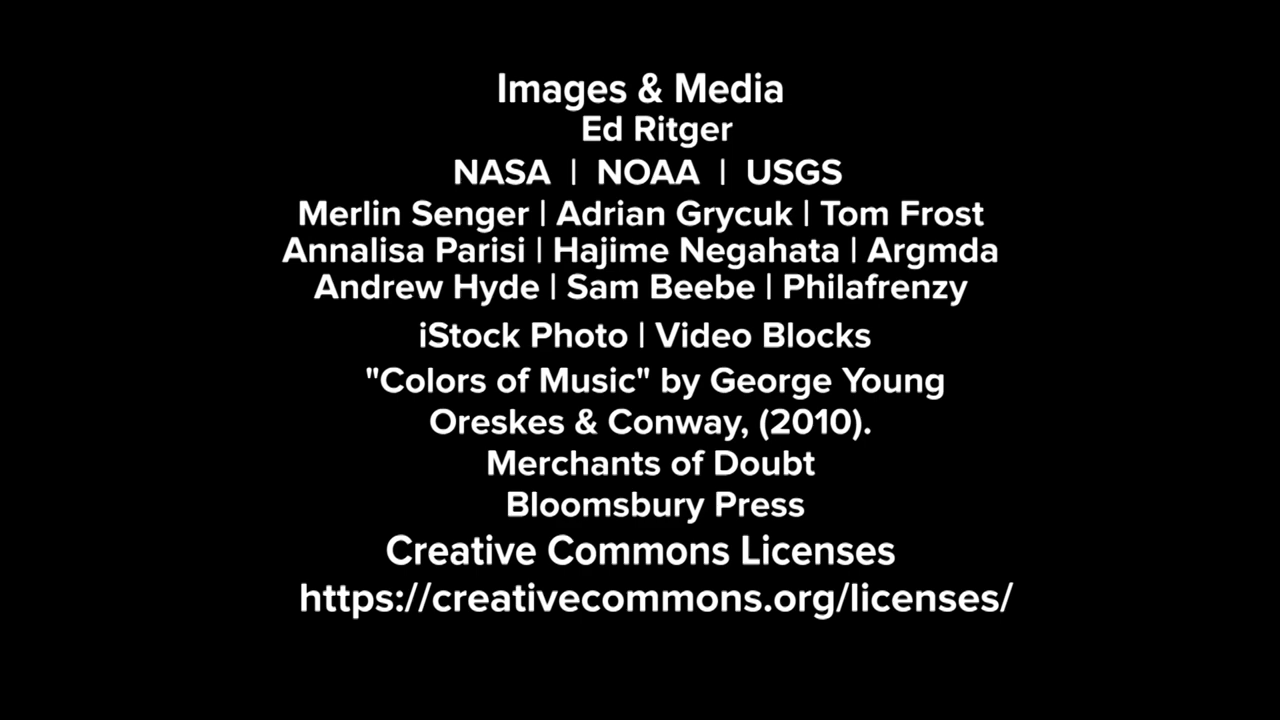 Images & Media
Ed Ritger
NASA | NOAA | USGS
Merlin Senger | Adrian Grycuk | Tom Frost
Annalisa Parisi | Hajime Negahata | Argmda
Andrew Hyde | Sam Beebe | Philafrenzy
iStock Photo | Video Blocks
"Colors of Music" by George Young
Oreskes & Conway, (2010).
Merchants of Doubt
Bloomsbury Press
Creative Commons Licenses
https://creativecommons.org/licenses/